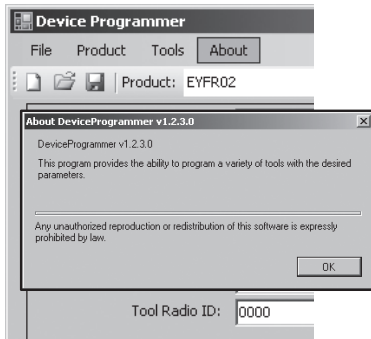 Device Programmer
File Product Tools About
Product: EYFR02
About DeviceProgrammer v1.2.3.0
DeviceProgrammer v1.2.3.0
This program provides the ability to program a variety of tools with the desired
parameters.
Any unauthorized reproduction or redistribution of this software is expressly
prohibited by law.
OK
Tool Radio ID: 0000